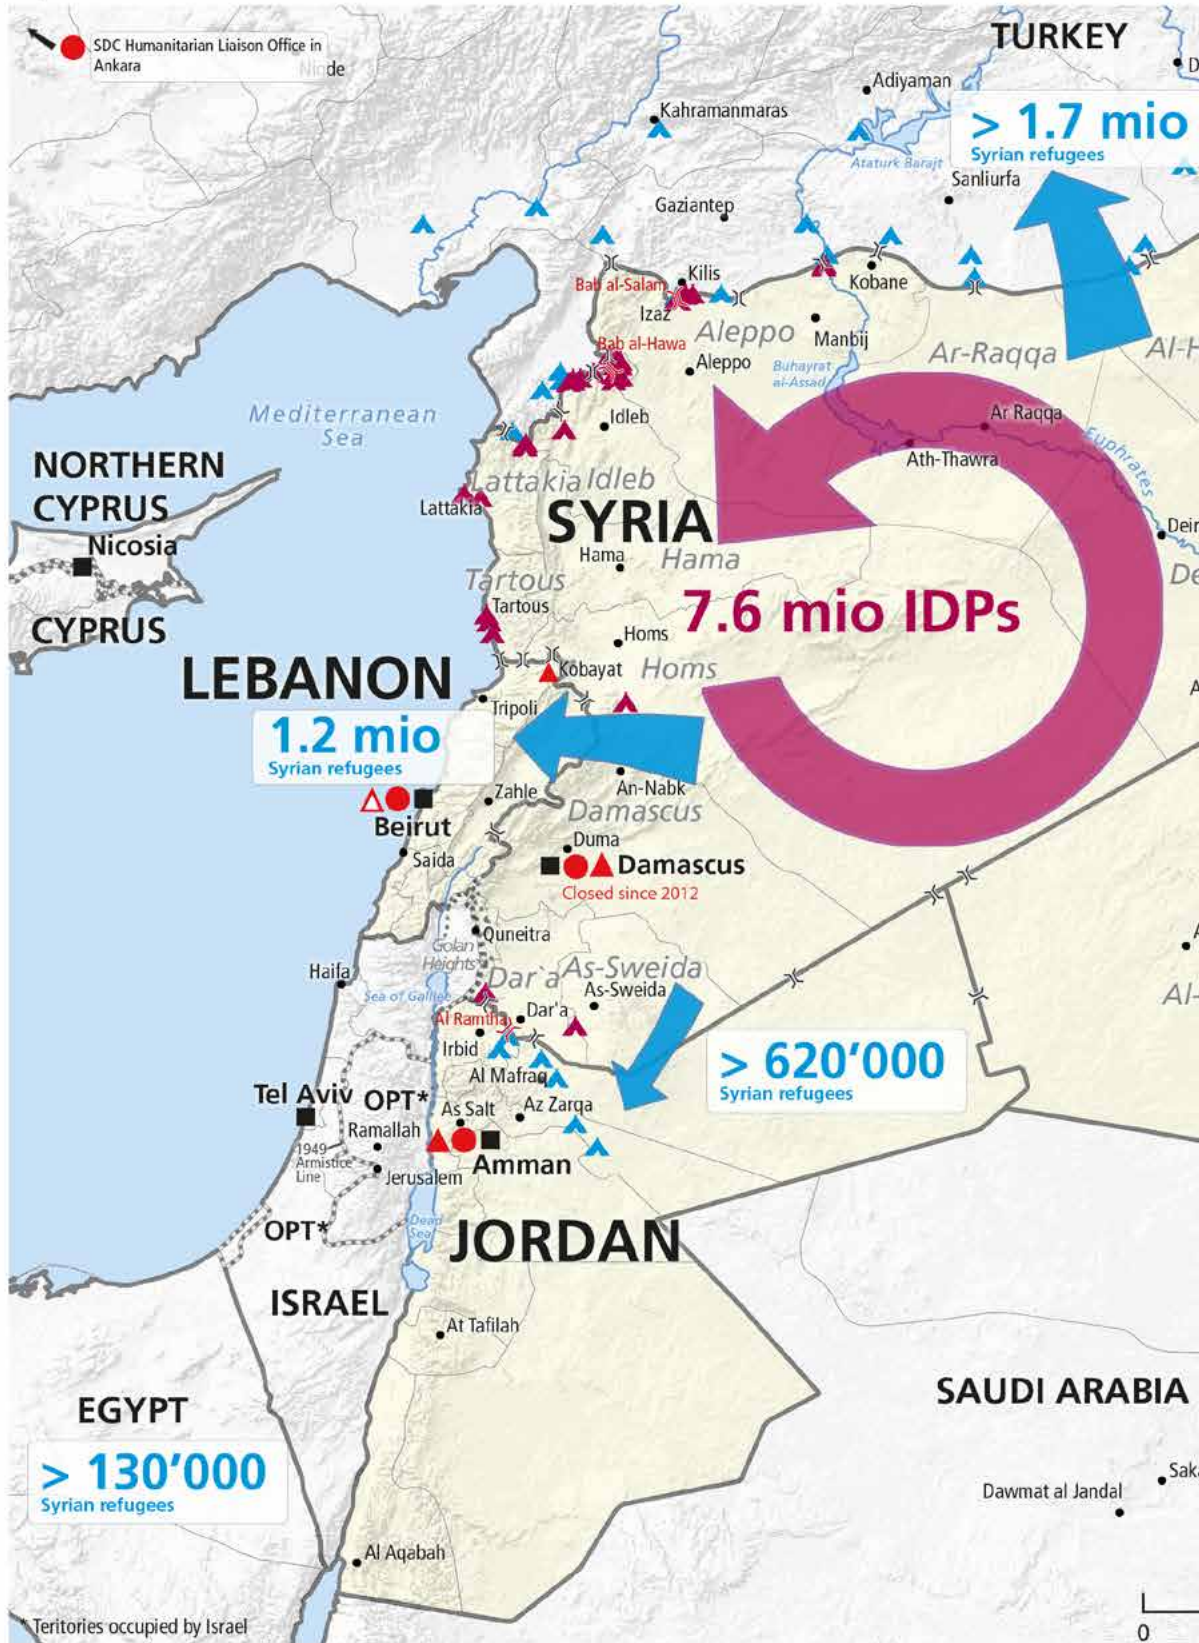 SDC Humanitarian Liaison Office in
Ankara
Nigde
TURKEY
Adiyaman
Kahramanmaras
> 1.7 mio
Syrian refugees
Ataturk Barajt
Sanliurfa
Gaziantep
Bab al-Salam
Kilis
Kobane
Izaz
Aleppo
Manbij
Bab al-Hawa
Ar-Raqqa
Al-H
Aleppo
Buhayrat
al-Assad
Mediterranean
Sea
Idleb
Ar Raqqa
Ath-Thawra
Euphrates
NORTHERN
CYPRUS
Lattakia
Idleb
Lattakia
SYRIA
Deir
Nicosia
Hama
Hama
De
Tartous
Tartous
7.6 mio IDPs
CYPRUS
Homs
Homs
LEBANON
Kobayat
Tripoli
1.2 mio
Syrian refugees
An-Nabk
Zahle
Damascus
Beirut
Duma
Saida
Damascus
Closed since 2012
Quneitra
Golan
Heights
Haifa
Sea of Galilee
Dar`a
As-Sweida
As-Sweida
Al Ramtha
Dar'a
Irbid
Al Mafraq
> 620'000
Syrian refugees
Tel Aviv
OPT*
As Salt
Az Zarqa
Ramallah
1949
Armistice
Line
Jerusalem
Amman
OPT*
Dead
Sea
JORDAN
ISRAEL
At Tafilah
EGYPT
SAUDI ARABIA
> 130'000
Syrian refugees
Saka
Dawmat al Jandal
Al Aqabah
* Teritories occupied by Israel
0